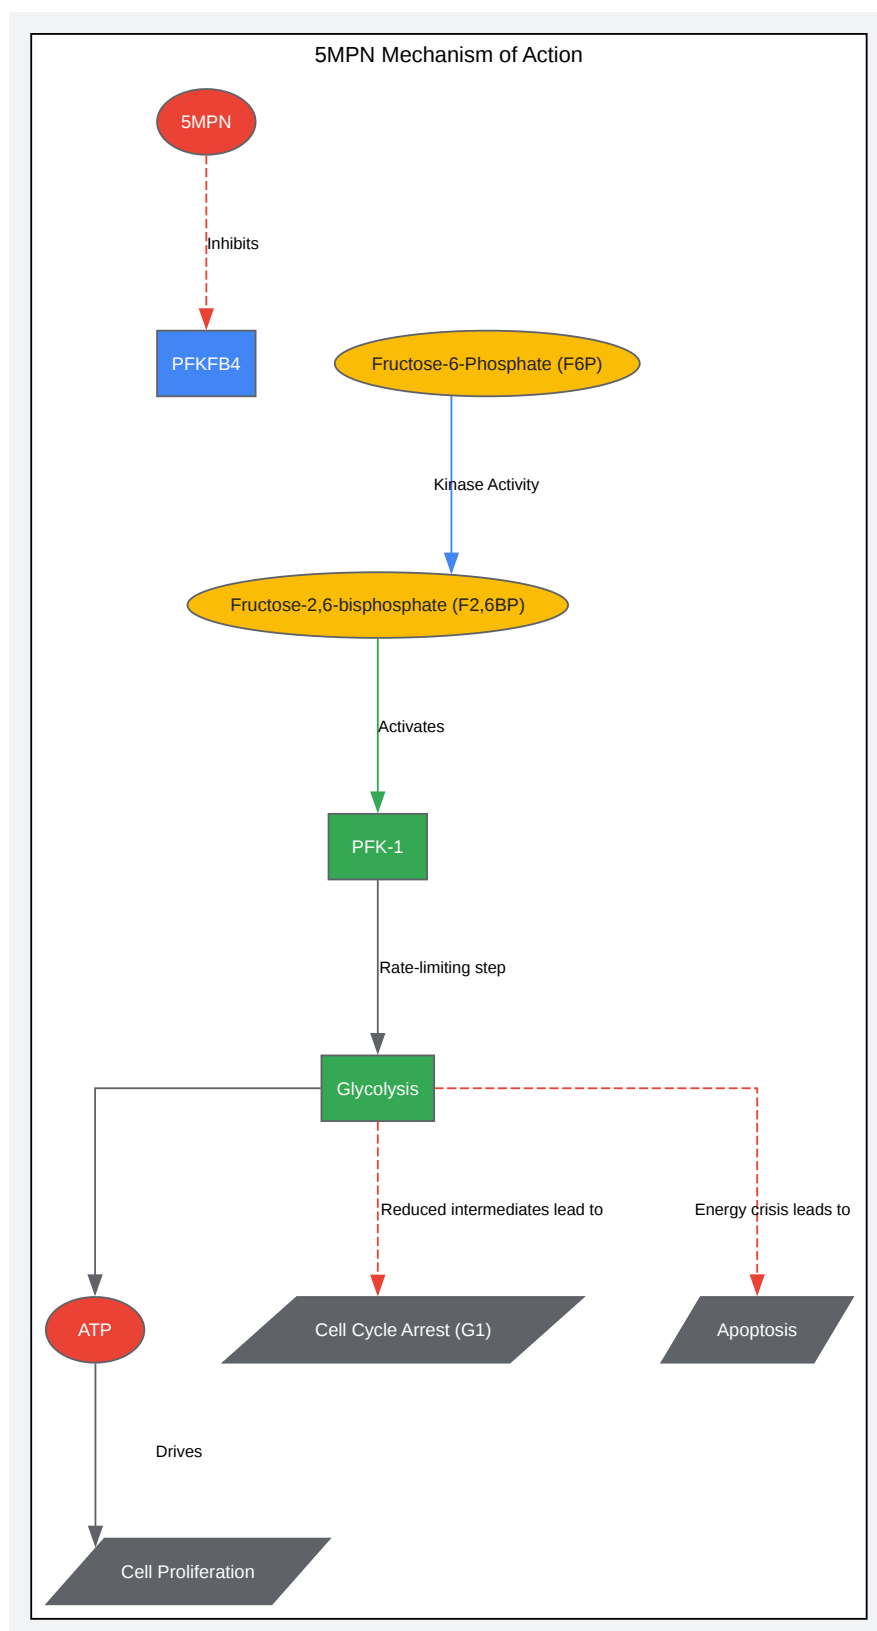 5MPN Mechanism of Action
5MPN
Inhibits
PFKFB4
Fructose-6-Phosphate (F6P)
Kinase Activity
Fructose-2,6-bisphosphate (F2,6BP)
Activates
PFK-1
Rate-limiting step
Glycolysis
Reduced intermediates lead to
Energy crisis leads to
ATP
Cell Cycle Arrest (G1)
Apoptosis
Drives
Cell Proliferation